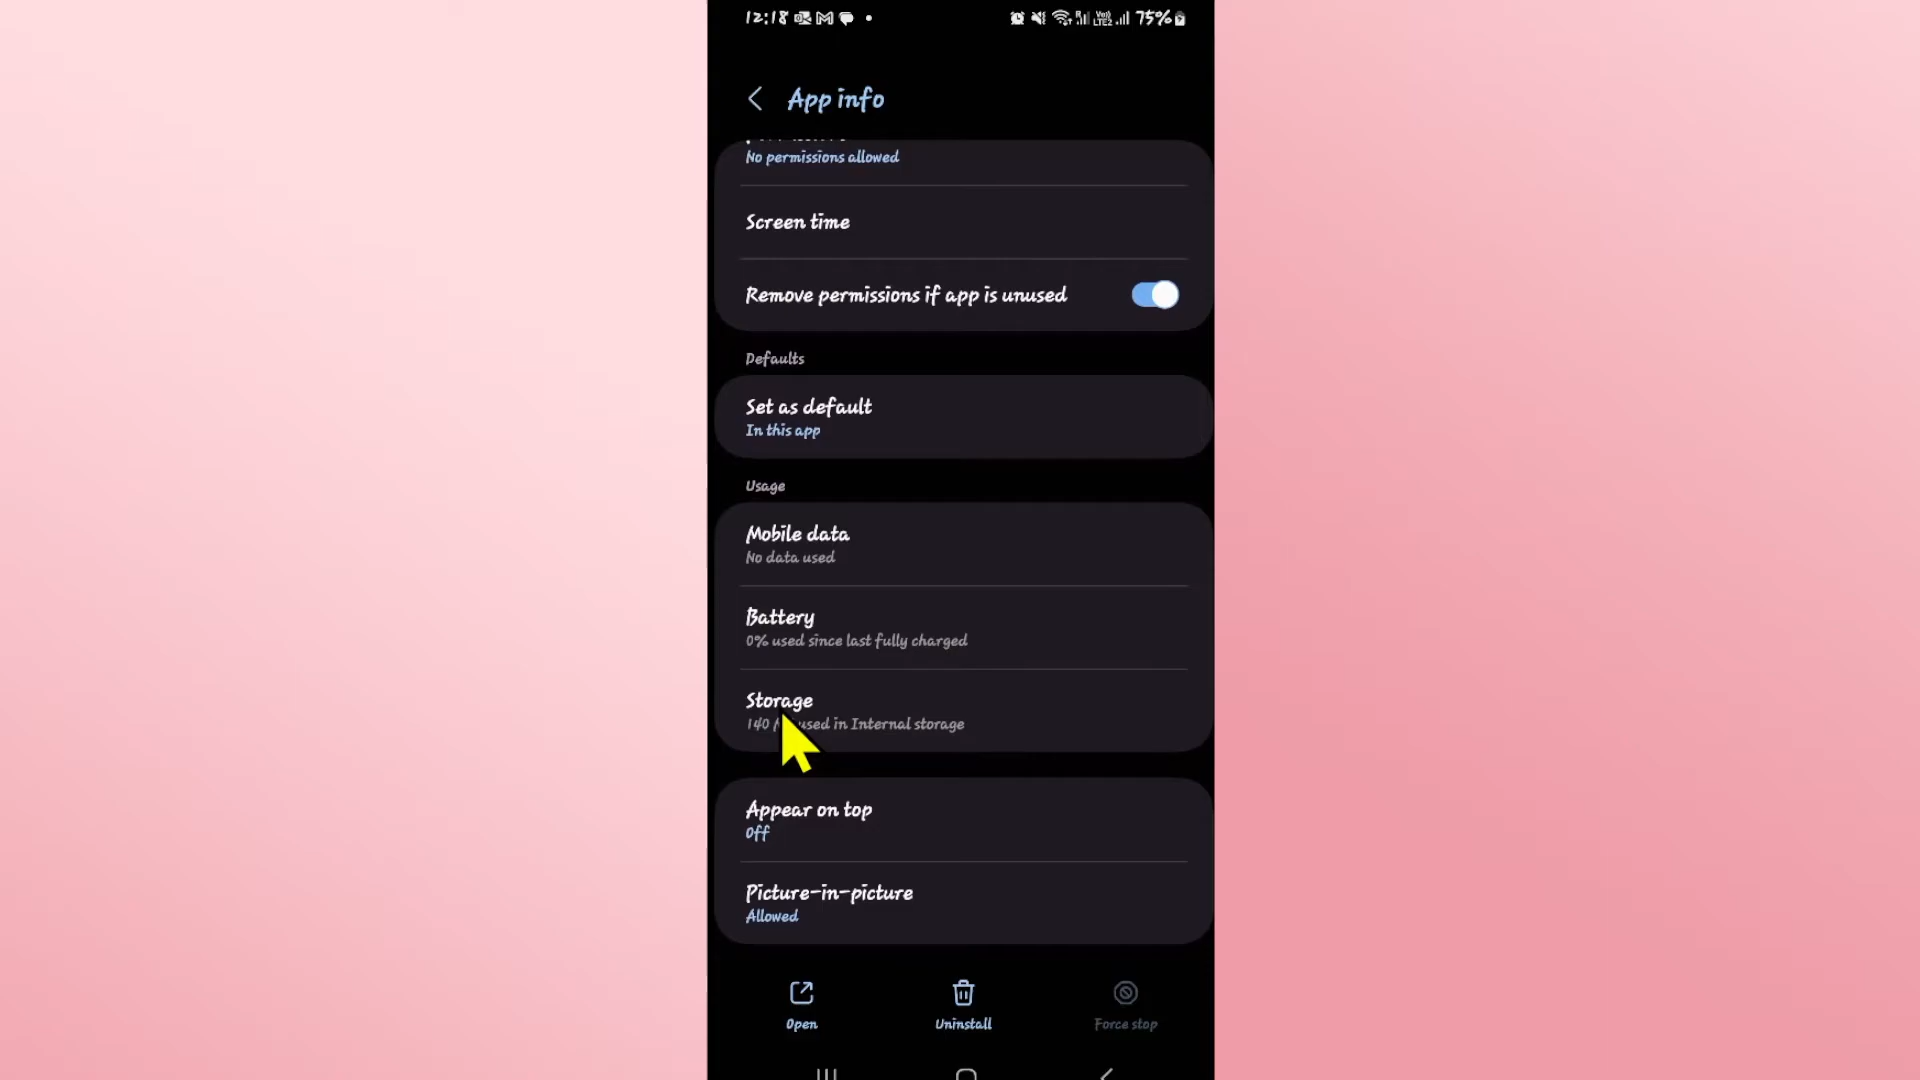 12:18 75%
App info
No permissions allowed
Screen time
Remove permissions if app is unused
Defaults
Set as default
In this app
Usage
Mobile data
No data used
Battery
0% used since last fully charged
Storage
140 used in Internal storage
Appear on top
Off
Picture-in-picture
Allowed
Open Uninstall Force stop